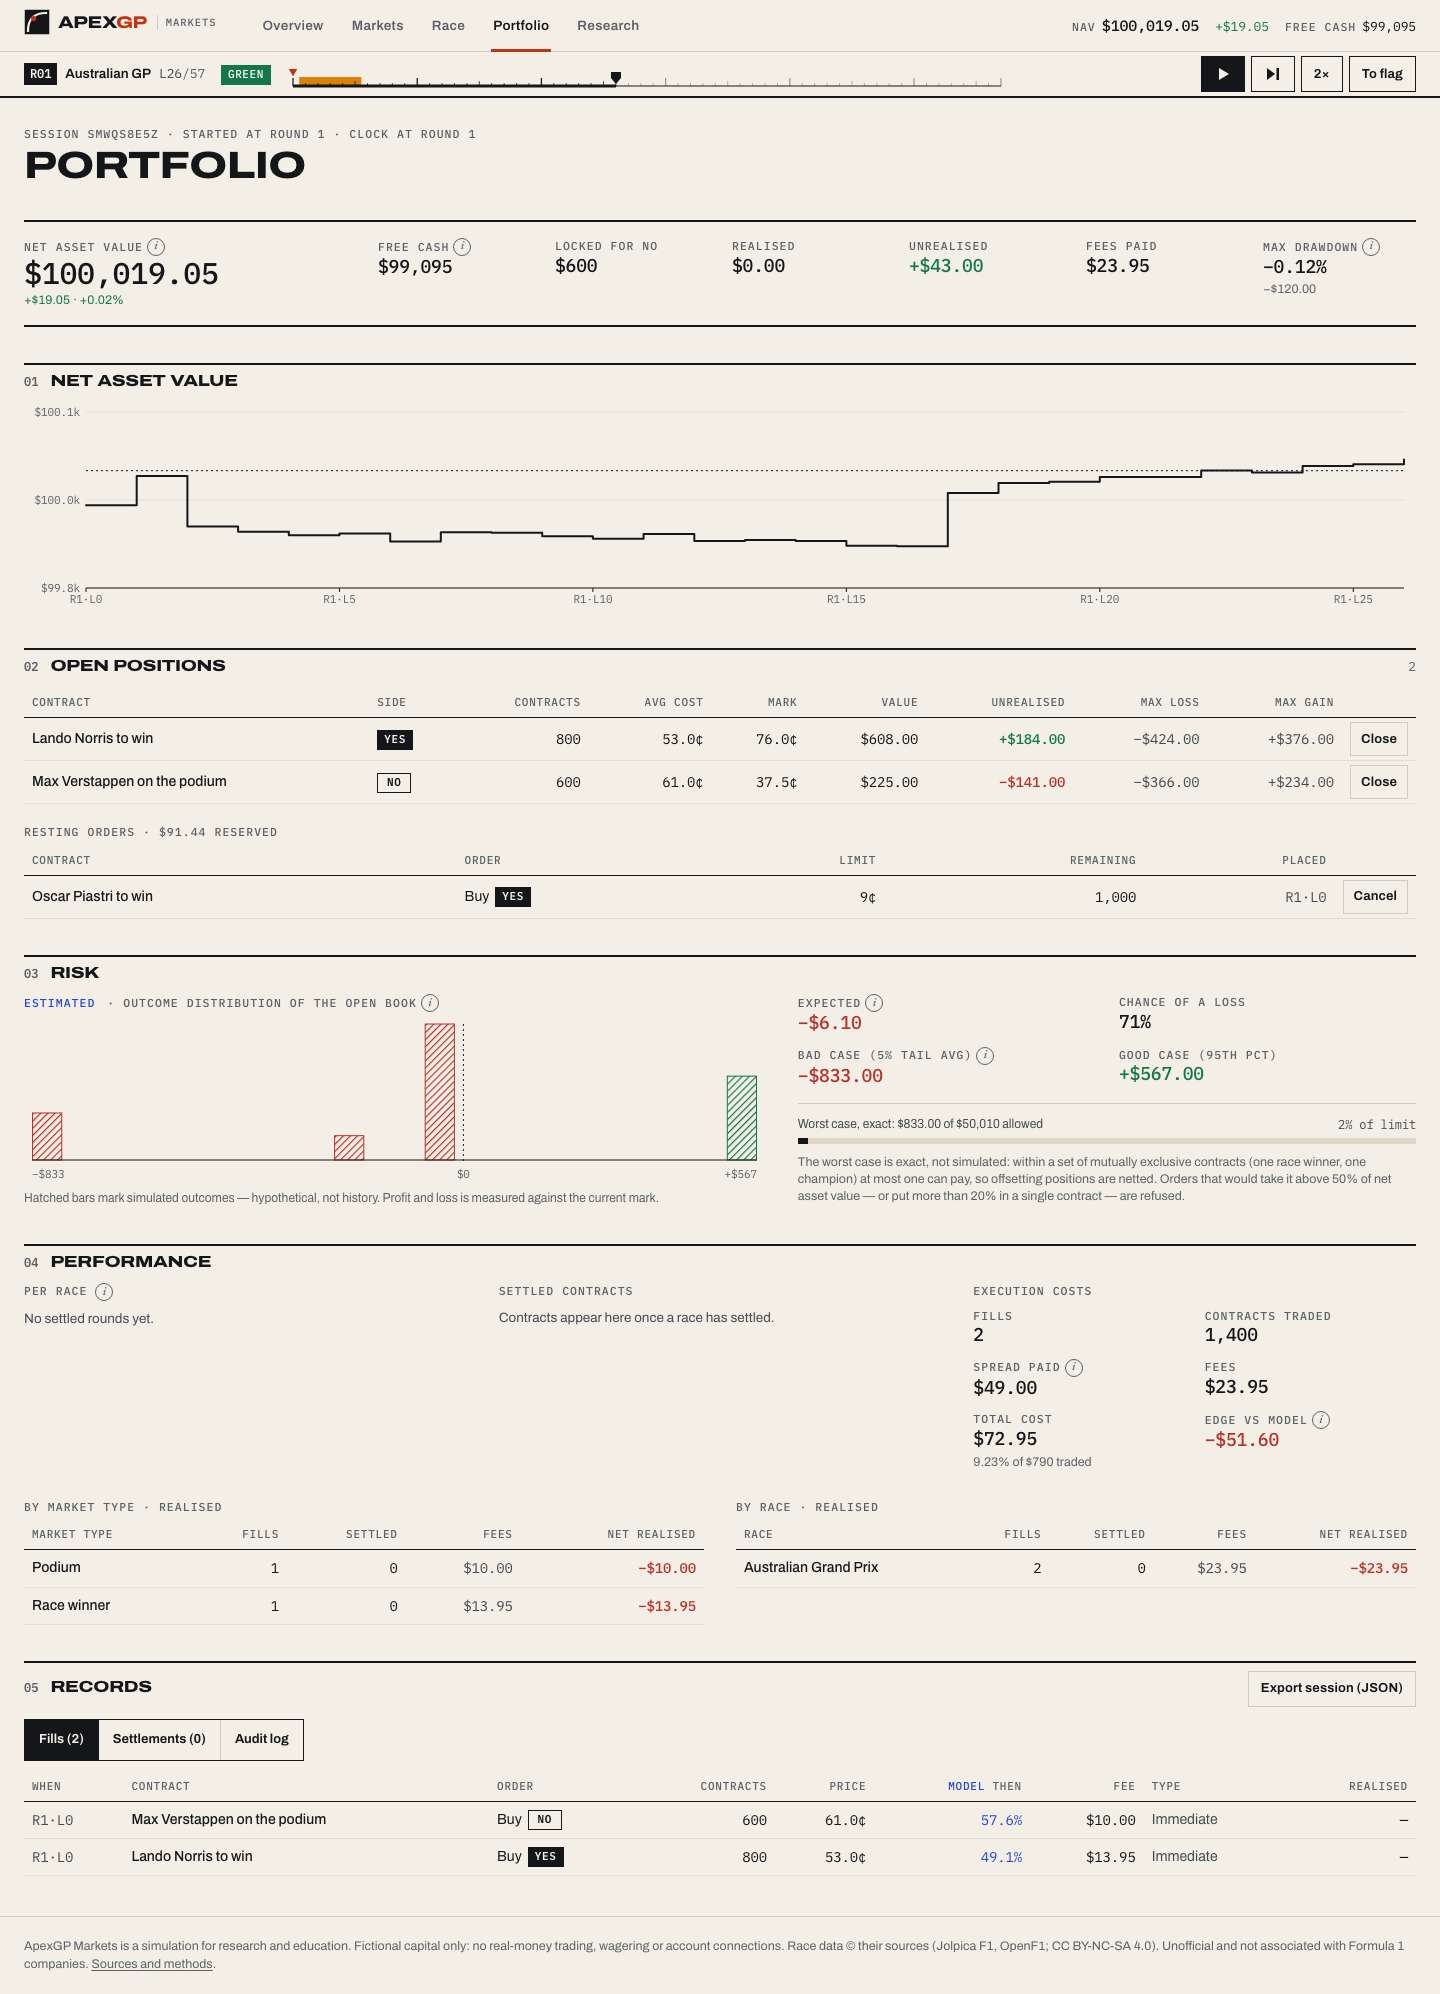 APEXGP MARKETS Overview Markets Race Portfolio Research NAV $100,019.05 +$19.05 FREE CASH $99,095
R01 Australian GP L26/57 GREEN 2× To flag
SESSION SMWQS8E5Z · STARTED AT ROUND 1 · CLOCK AT ROUND 1
PORTFOLIO
NET ASSET VALUE i FREE CASH i LOCKED FOR NO REALISED UNREALISED FEES PAID MAX DRAWDOWN i
$100,019.05 $99,095 $600 $0.00 +$43.00 $23.95 −0.12%
+$19.05 · +0.02% −$120.00
01 NET ASSET VALUE
$100.1k
$100.0k
$99.8k
R1·L0 R1·L5 R1·L10 R1·L15 R1·L20 R1·L25
02 OPEN POSITIONS 2
CONTRACT SIDE CONTRACTS AVG COST MARK VALUE UNREALISED MAX LOSS MAX GAIN
Lando Norris to win YES 800 53.0¢ 76.0¢ $608.00 +$184.00 −$424.00 +$376.00 Close
Max Verstappen on the podium NO 600 61.0¢ 37.5¢ $225.00 −$141.00 −$366.00 +$234.00 Close
RESTING ORDERS · $91.44 RESERVED
CONTRACT ORDER LIMIT REMAINING PLACED
Oscar Piastri to win Buy YES 9¢ 1,000 R1·L0 Cancel
03 RISK
ESTIMATED · OUTCOME DISTRIBUTION OF THE OPEN BOOK i
−$833 $0 +$567
Hatched bars mark simulated outcomes — hypothetical, not history. Profit and loss is measured against the current mark.
EXPECTED i CHANCE OF A LOSS
−$6.10 71%
BAD CASE (5% TAIL AVG) i GOOD CASE (95TH PCT)
−$833.00 +$567.00
Worst case, exact: $833.00 of $50,010 allowed 2% of limit
The worst case is exact, not simulated: within a set of mutually exclusive contracts (one race winner, one
champion) at most one can pay, so offsetting positions are netted. Orders that would take it above 50% of net
asset value — or put more than 20% in a single contract — are refused.
04 PERFORMANCE
PER RACE i
No settled rounds yet.
SETTLED CONTRACTS
Contracts appear here once a race has settled.
EXECUTION COSTS
FILLS CONTRACTS TRADED
2 1,400
SPREAD PAID i FEES
$49.00 $23.95
TOTAL COST EDGE VS MODEL i
$72.95 −$51.60
9.23% of $790 traded
BY MARKET TYPE · REALISED
MARKET TYPE FILLS SETTLED FEES NET REALISED
Podium 1 0 $10.00 −$10.00
Race winner 1 0 $13.95 −$13.95
BY RACE · REALISED
RACE FILLS SETTLED FEES NET REALISED
Australian Grand Prix 2 0 $23.95 −$23.95
05 RECORDS Export session (JSON)
Fills (2) Settlements (0) Audit log
WHEN CONTRACT ORDER CONTRACTS PRICE MODEL THEN FEE TYPE REALISED
R1·L0 Max Verstappen on the podium Buy NO 600 61.0¢ 57.6% $10.00 Immediate —
R1·L0 Lando Norris to win Buy YES 800 53.0¢ 49.1% $13.95 Immediate —
ApexGP Markets is a simulation for research and education. Fictional capital only: no real-money trading, wagering or account connections. Race data © their sources (Jolpica F1, OpenF1; CC BY-NC-SA 4.0). Unofficial and not associated with Formula 1
companies. Sources and methods.